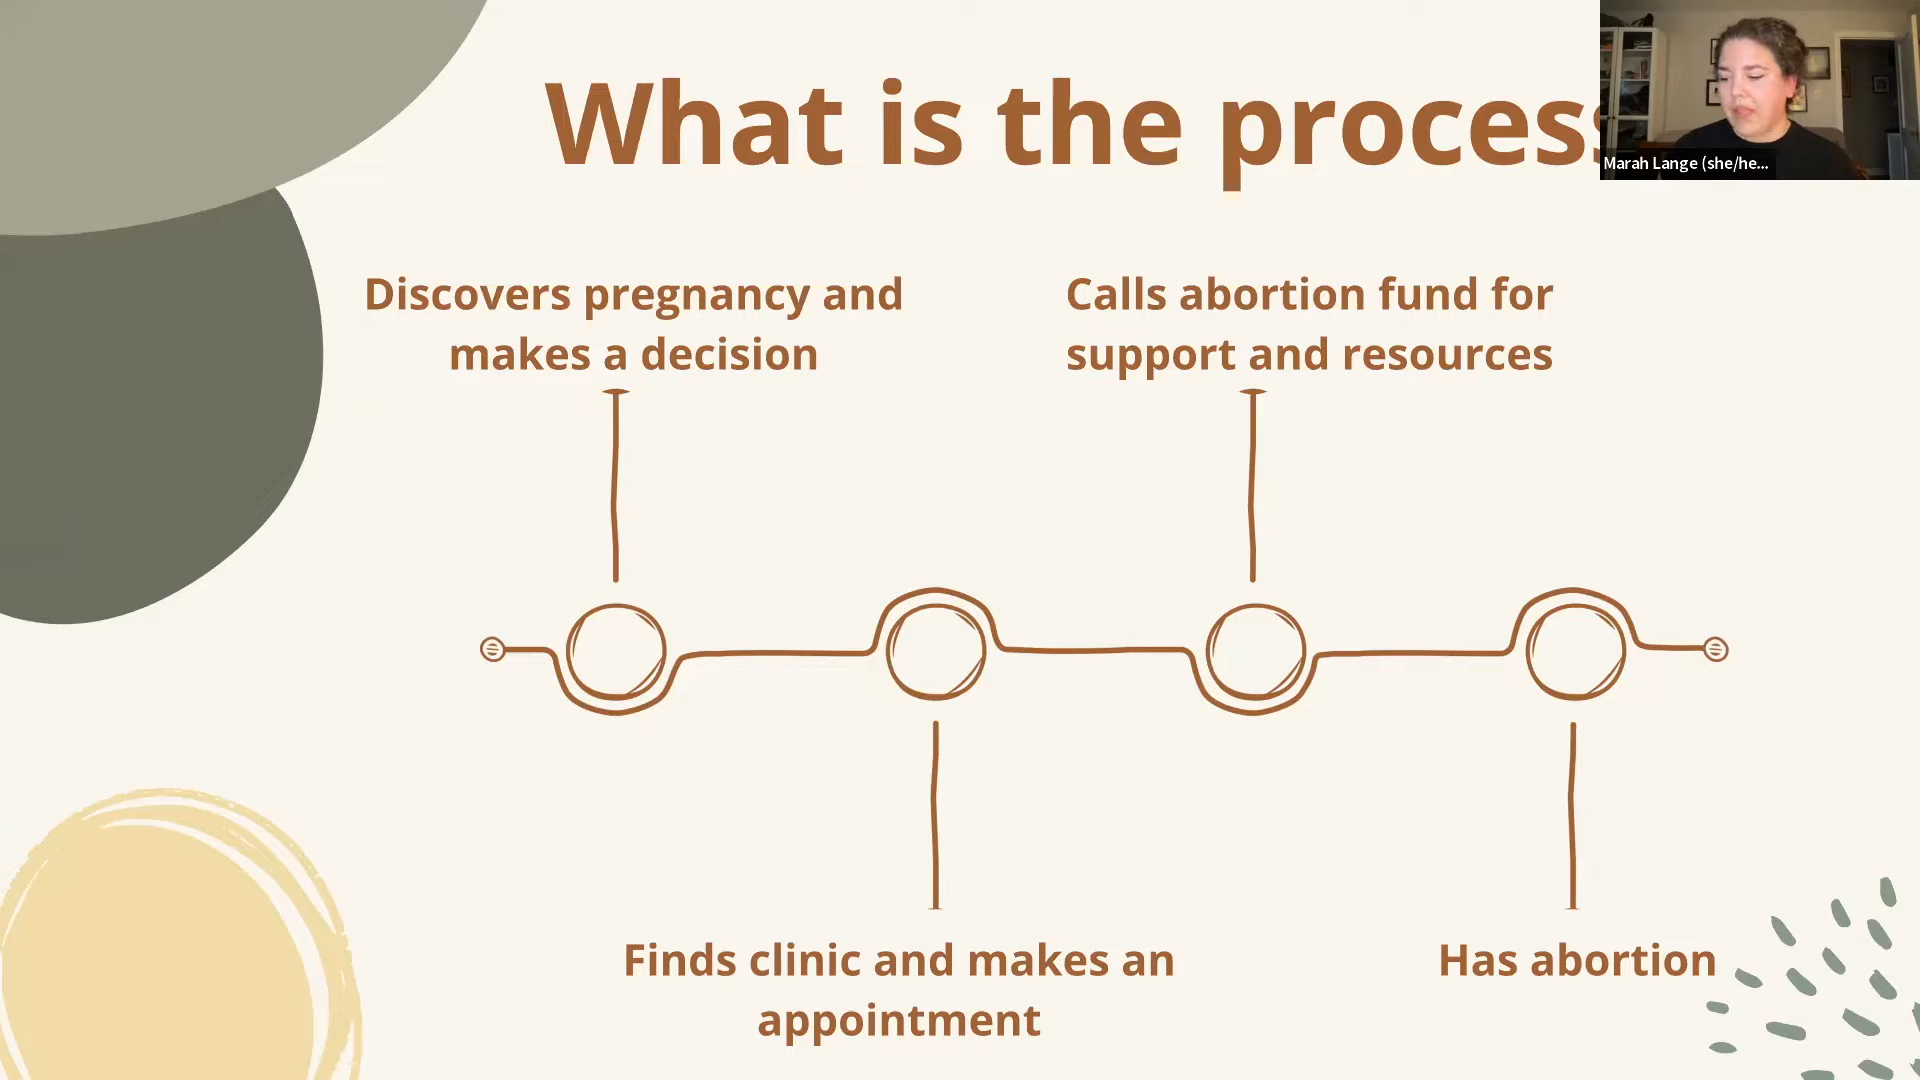 What is the process
Marah Lange (she/he...
Discovers pregnancy and
makes a decision
Calls abortion fund for
support and resources
Finds clinic and makes an
appointment
Has abortion